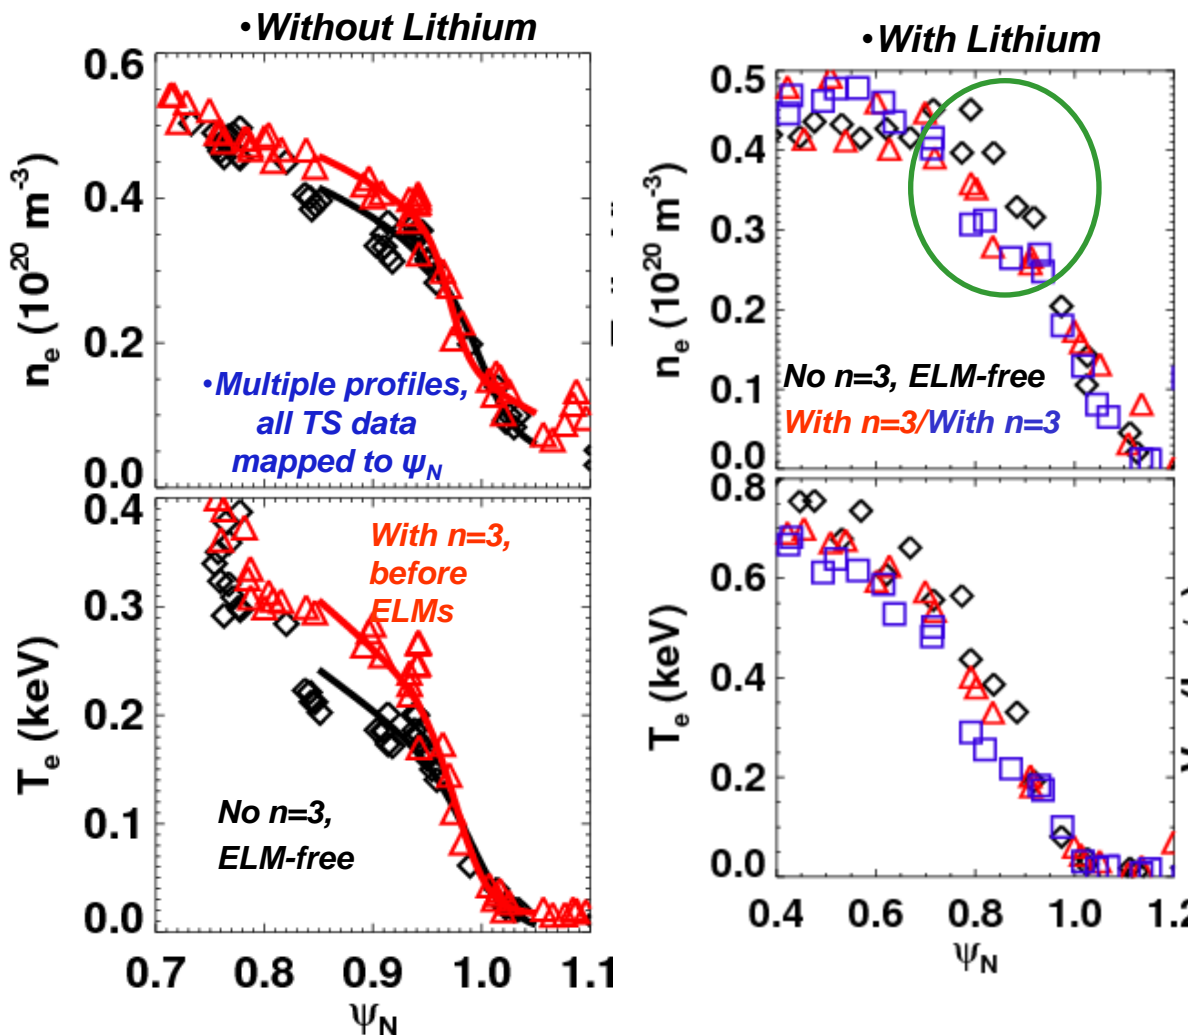 •Without Lithium
0.6
0.4
0.2
0.0
n_e (10^20 m^-3)
•Multiple profiles,
all TS data
mapped to ψ_N
0.4
0.3
0.2
0.1
0.0
T_e (keV)
With n=3,
before
ELMs
No n=3,
ELM-free
0.7 0.8 0.9 1.0 1.1
Ψ_N
•With Lithium
0.5
0.4
0.3
0.2
0.1
0.0
n_e (10^20 m^-3)
No n=3, ELM-free
With n=3/With n=3
0.8
0.6
0.4
0.2
0.0
T_e (keV)
0.4 0.6 0.8 1.0 1.2
Ψ_N